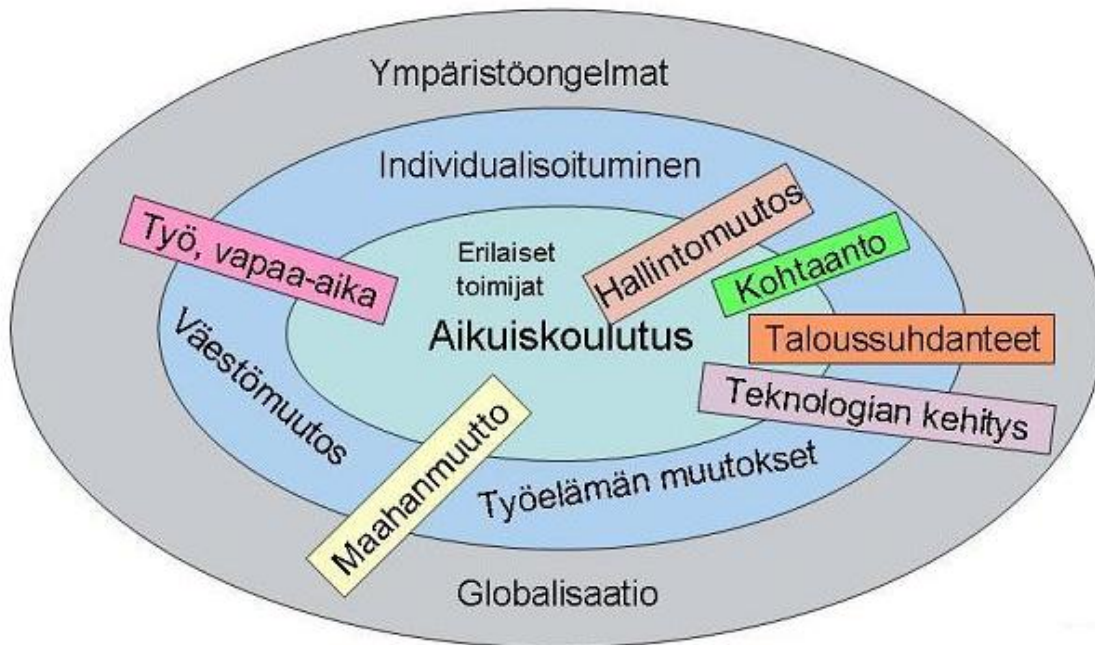 Ympäristöongelmat
Individualisoituminen
Työ, vapaa-aika
Erilaiset
toimijat
Hallintomuutos
Kohtaanto
Aikuiskoulutus
Taloussuhdanteet
Väestömuutos
Teknologian kehitys
Maahanmuutto
Työelämän muutokset
Globalisaatio